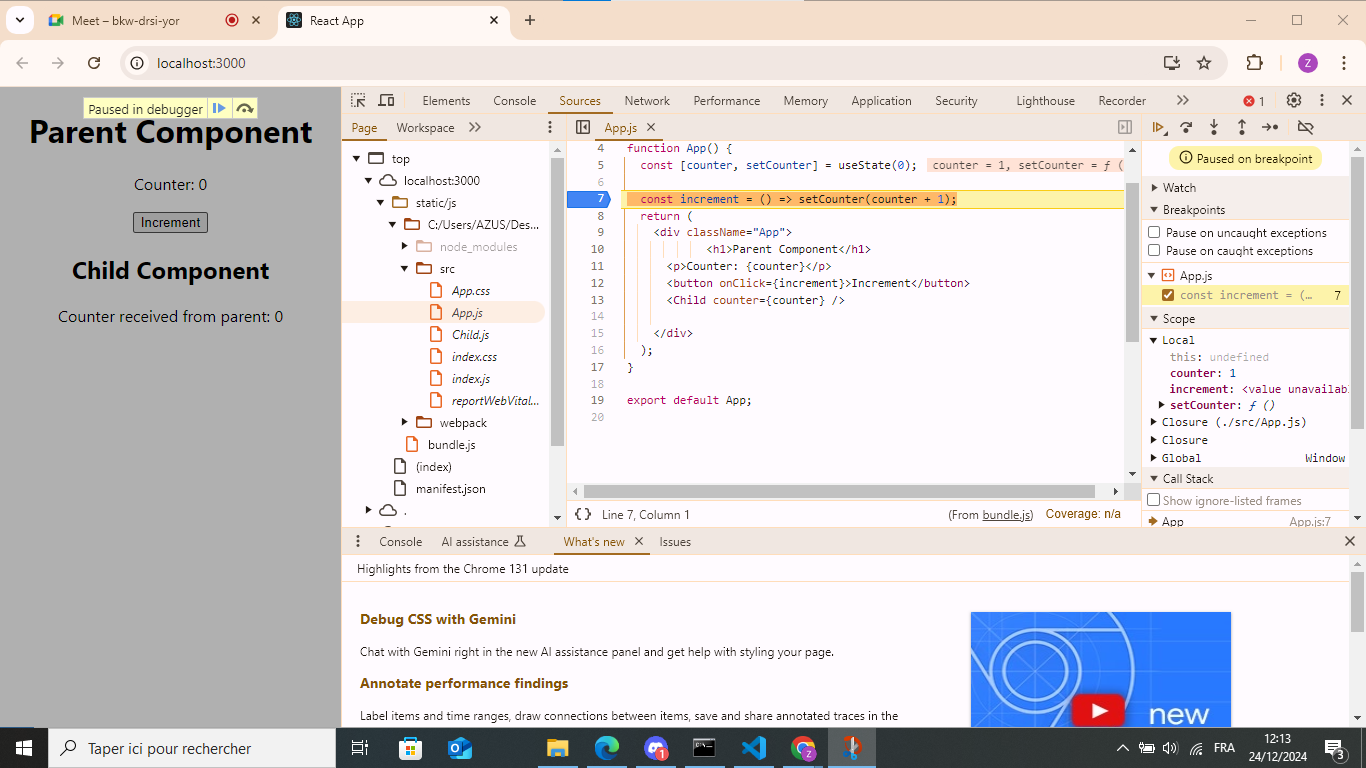 Meet – bkw-drsi-yor
React App
localhost:3000
Z
Paused in debugger
Parent Component
Counter: 0
Increment
Child Component
Counter received from parent: 0
Elements Console Sources Network Performance Memory Application Security Lighthouse Recorder 1
Page Workspace
top
localhost:3000
static/js
C:/Users/AZUS/Des...
node_modules
src
App.css
App.js
Child.js
index.css
index.js
reportWebVital...
webpack
bundle.js
(index)
manifest.json
.
App.js
4 function App() {
5 const [counter, setCounter] = useState(0); counter = 1, setCounter = ƒ (
6
7 const increment = () => setCounter(counter + 1);
8 return (
9 <div className="App">
10 <h1>Parent Component</h1>
11 <p>Counter: {counter}</p>
12 <button onClick={increment}>Increment</button>
13 <Child counter={counter} />
14
15 </div>
16 );
17 }
18
19 export default App;
20
{} Line 7, Column 1 (From bundle.js) Coverage: n/a
Paused on breakpoint
Watch
Breakpoints
Pause on uncaught exceptions
Pause on caught exceptions
App.js
const increment = (… 7
Scope
Local
this: undefined
counter: 1
increment: <value unavailab
setCounter: ƒ ()
Closure (./src/App.js)
Closure
Global Window
Call Stack
Show ignore-listed frames
App App.js:7
Console AI assistance What's new Issues
Highlights from the Chrome 131 update
Debug CSS with Gemini
Chat with Gemini right in the new AI assistance panel and get help with styling your page.
Annotate performance findings
Label items and time ranges, draw connections between items, save and share annotated traces in the
new
Taper ici pour rechercher
1
Z
FRA
12:13
24/12/2024
3